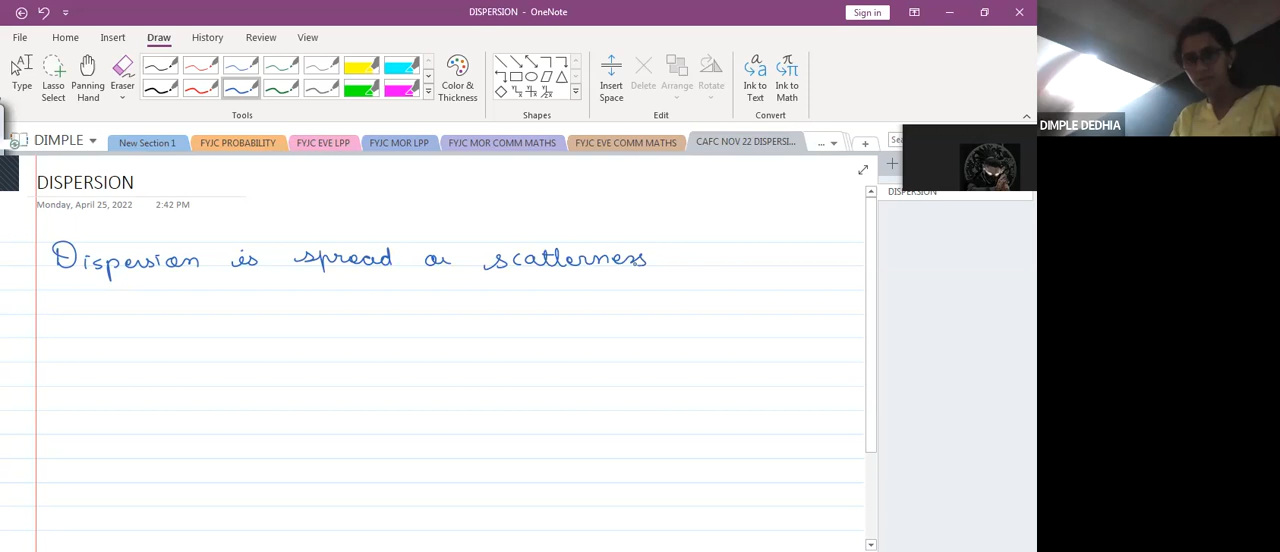 DISPERSION - OneNote
Sign in
File Home Insert Draw History Review View
Type
Lasso Select
Panning Hand
Eraser
Color & Thickness
Insert Space
Delete
Arrange
Rotate
Ink to Text
Ink to Math
Tools
Shapes
Edit
Convert
DIMPLE
New Section 1
FYJC PROBABILITY
FYJC EVE LPP
FYJC MOR LPP
FYJC MOR COMM MATHS
FYJC EVE COMM MATHS
CAFC NOV 22 DISPERSI...
...
DIMPLE DEDHIA
DISPERSION
DISPERSION
Monday, April 25, 2022 2:42 PM
Dispersion is spread or scatterness